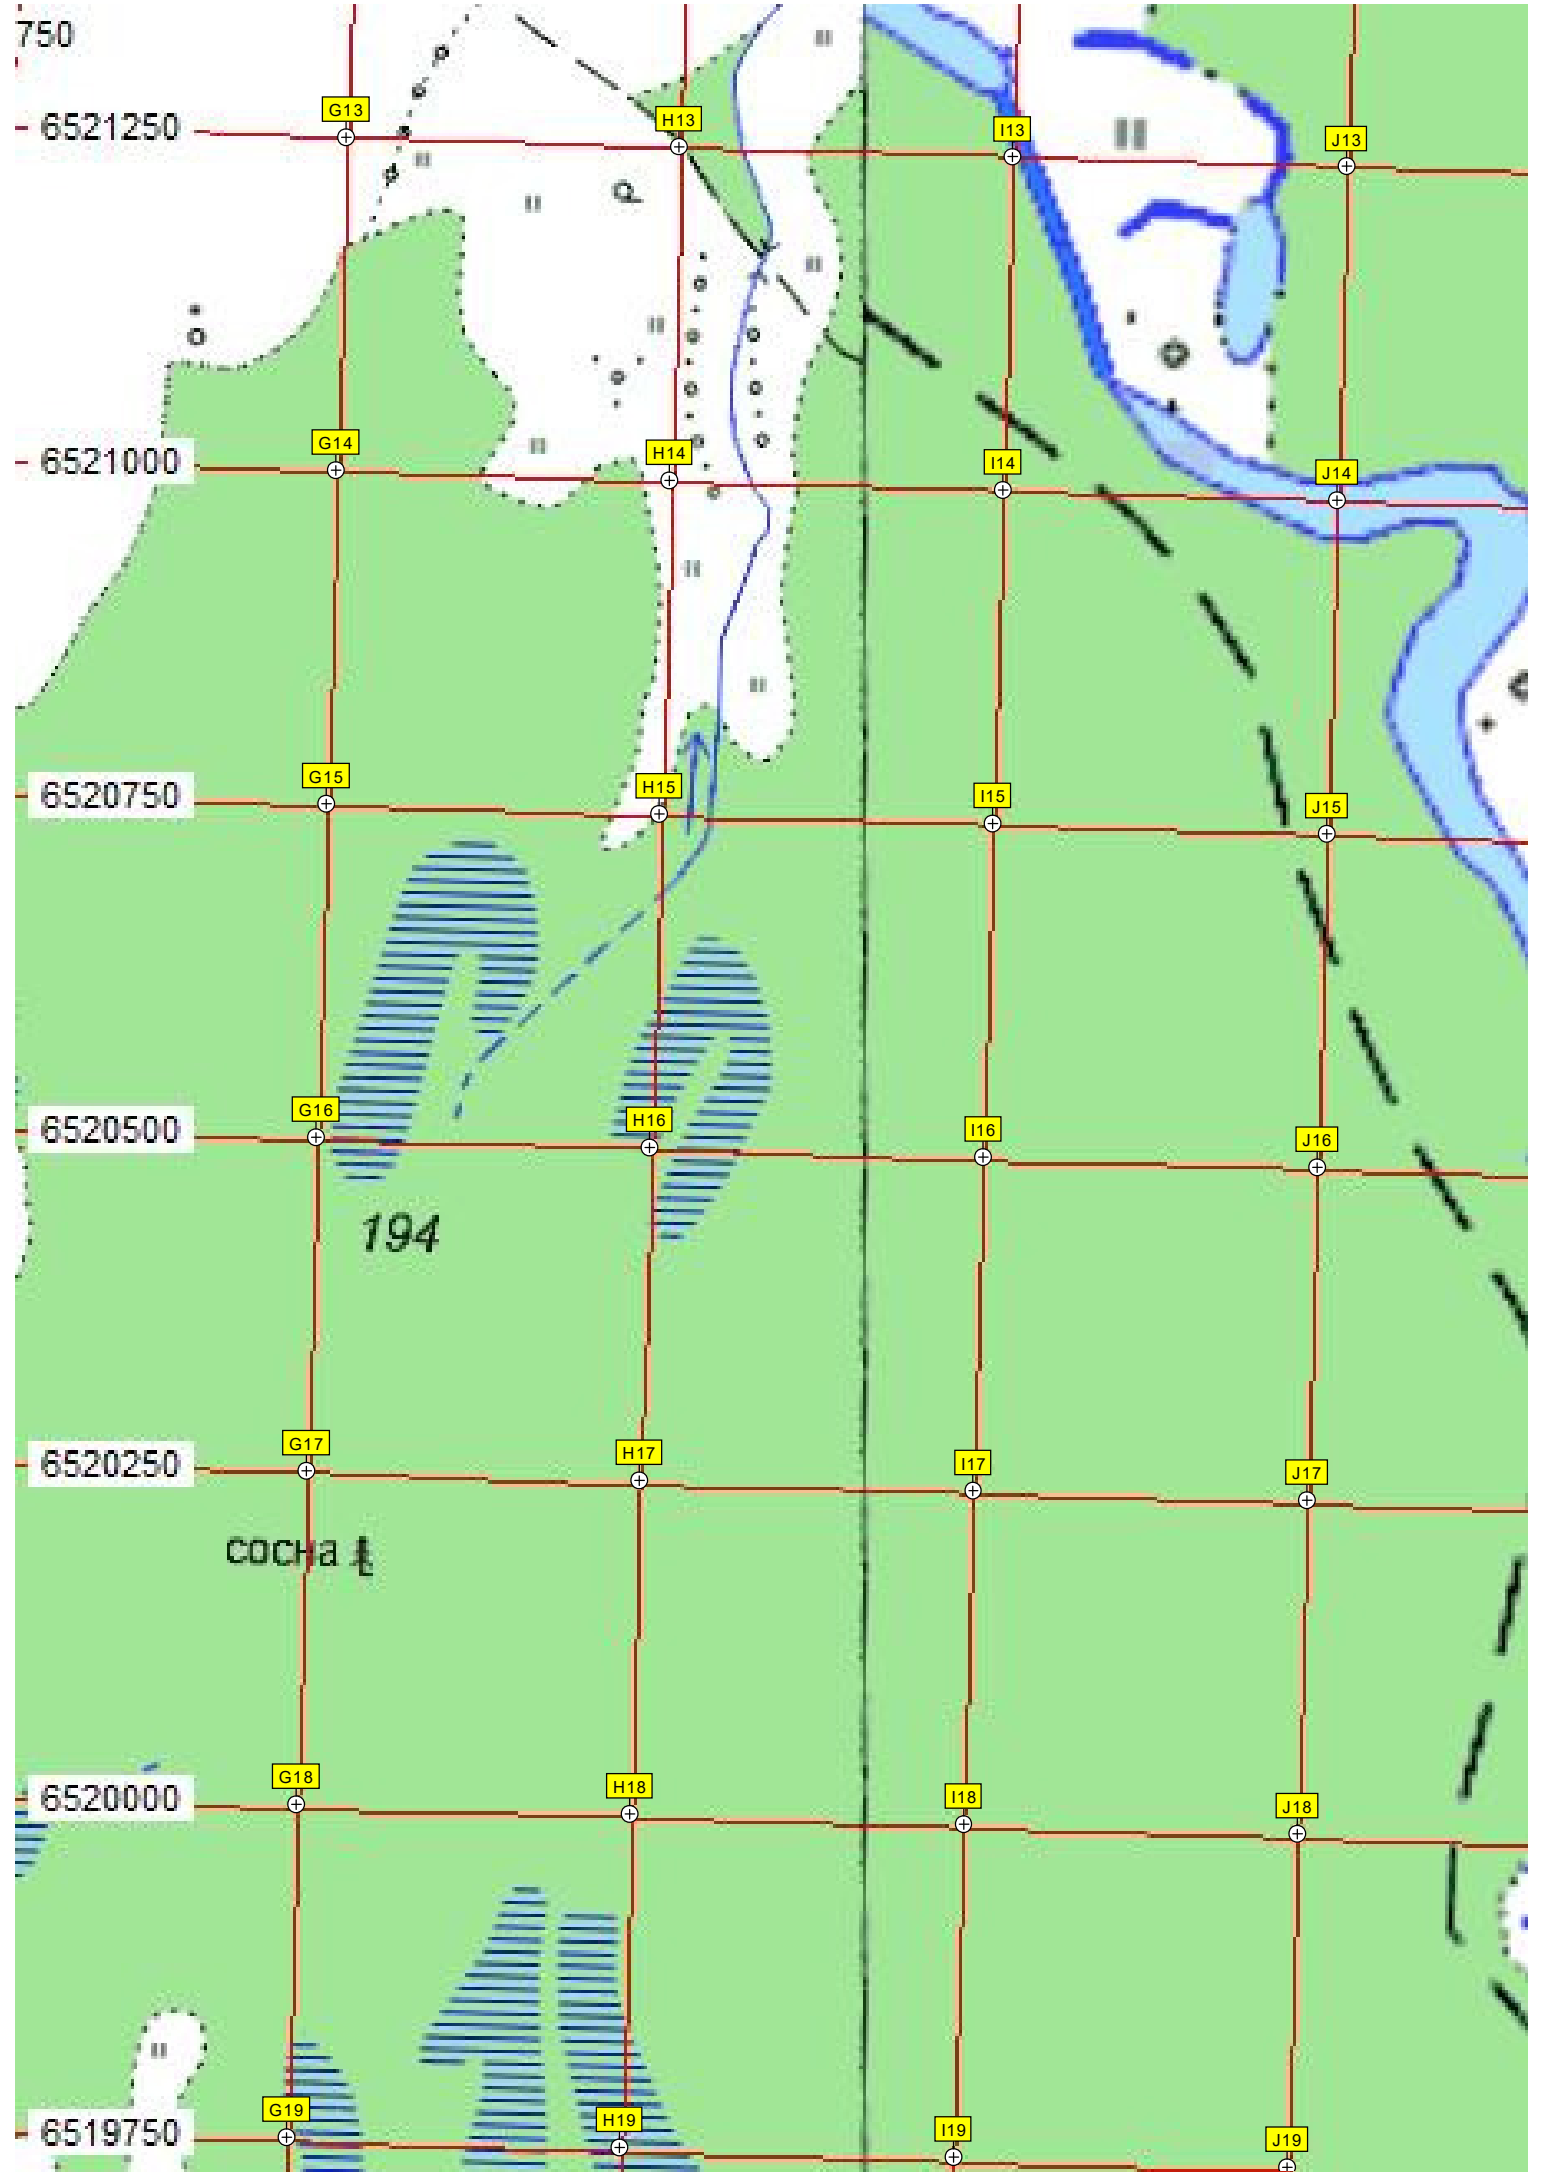 750
G13 H13 I13 J13
6521250
G14 H14 I14 J14
6521000
G15 H15 I15 J15
6520750
G16 H16 I16 J16
6520500
194
G17 H17 I17 J17
6520250
сосна
G18 H18 I18 J18
6520000
G19 H19 I19 J19
6519750